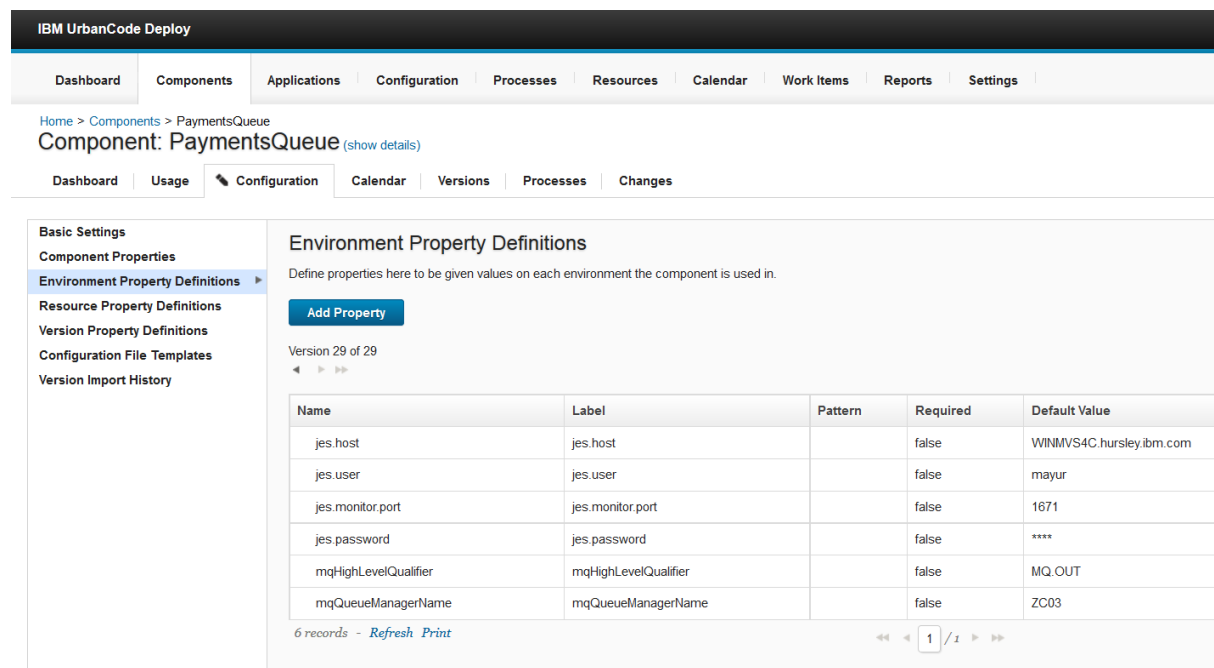 IBM UrbanCode Deploy
Dashboard Components Applications Configuration Processes Resources Calendar Work Items Reports Settings
Home > Components > PaymentsQueue
Component: PaymentsQueue (show details)
Dashboard Usage Configuration Calendar Versions Processes Changes
Basic Settings
Component Properties
Environment Property Definitions
Resource Property Definitions
Version Property Definitions
Configuration File Templates
Version Import History
Environment Property Definitions
Define properties here to be given values on each environment the component is used in.
Add Property
Version 29 of 29
Name Label Pattern Required Default Value
jes.host jes.host false WINMVS4C.hursley.ibm.com
jes.user jes.user false mayur
jes.monitor.port jes.monitor.port false 1671
jes.password jes.password false ****
mqHighLevelQualifier mqHighLevelQualifier false MQ.OUT
mqQueueManagerName mqQueueManagerName false ZC03
6 records - Refresh Print 1 / 1